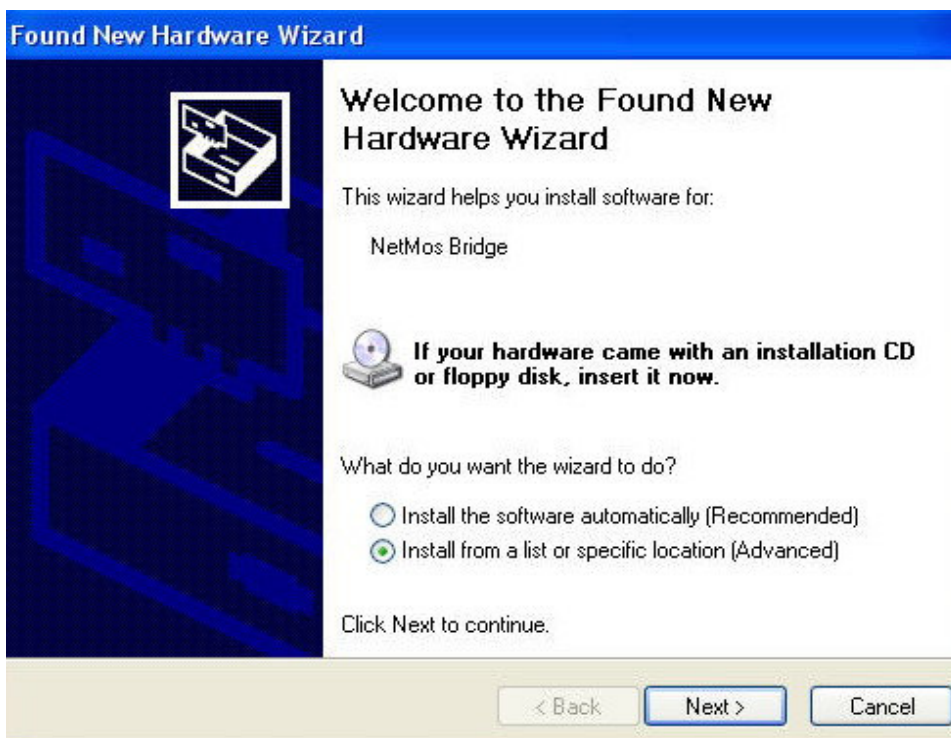 Found New Hardware Wizard
Welcome to the Found New
Hardware Wizard
This wizard helps you install software for:
NetMos Bridge
If your hardware came with an installation CD
or floppy disk, insert it now.
What do you want the wizard to do?
Install the software automatically (Recommended)
Install from a list or specific location (Advanced)
Click Next to continue.
< Back Next > Cancel